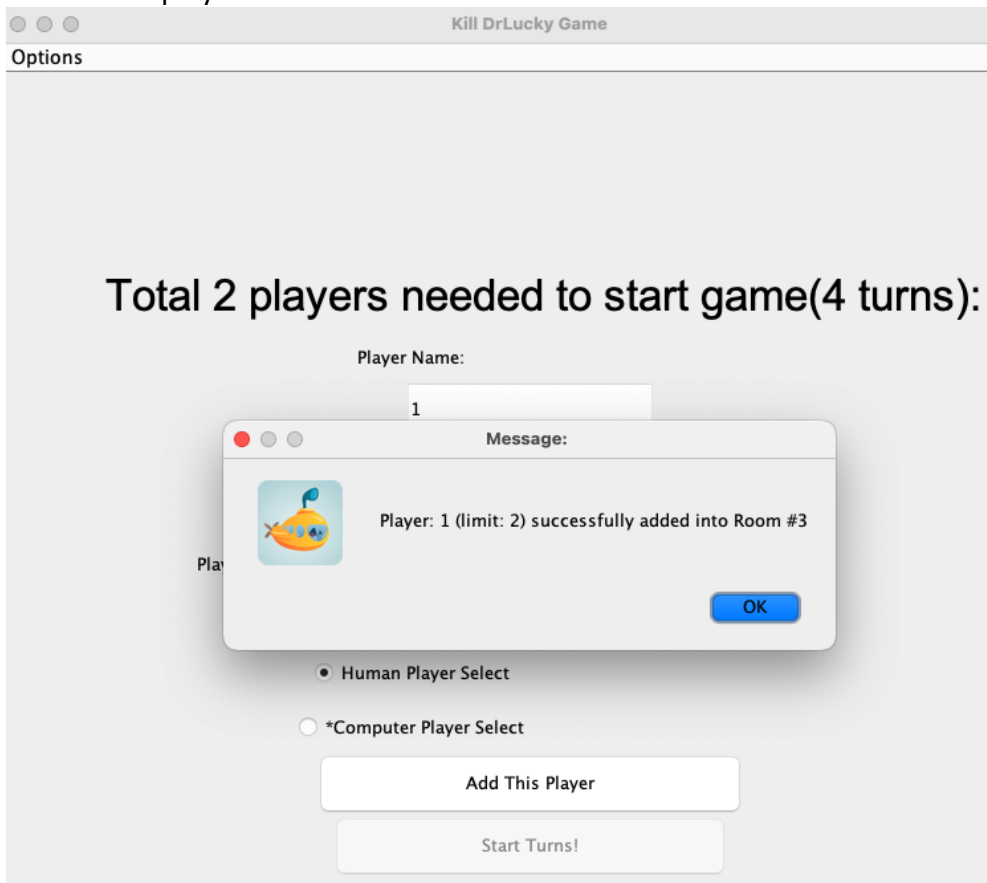 Kill DrLucky Game
Options
Total 2 players needed to start game(4 turns):
Player Name:
1
Message:
Player: 1 (limit: 2) successfully added into Room #3
OK
Human Player Select
*Computer Player Select
Add This Player
Start Turns!